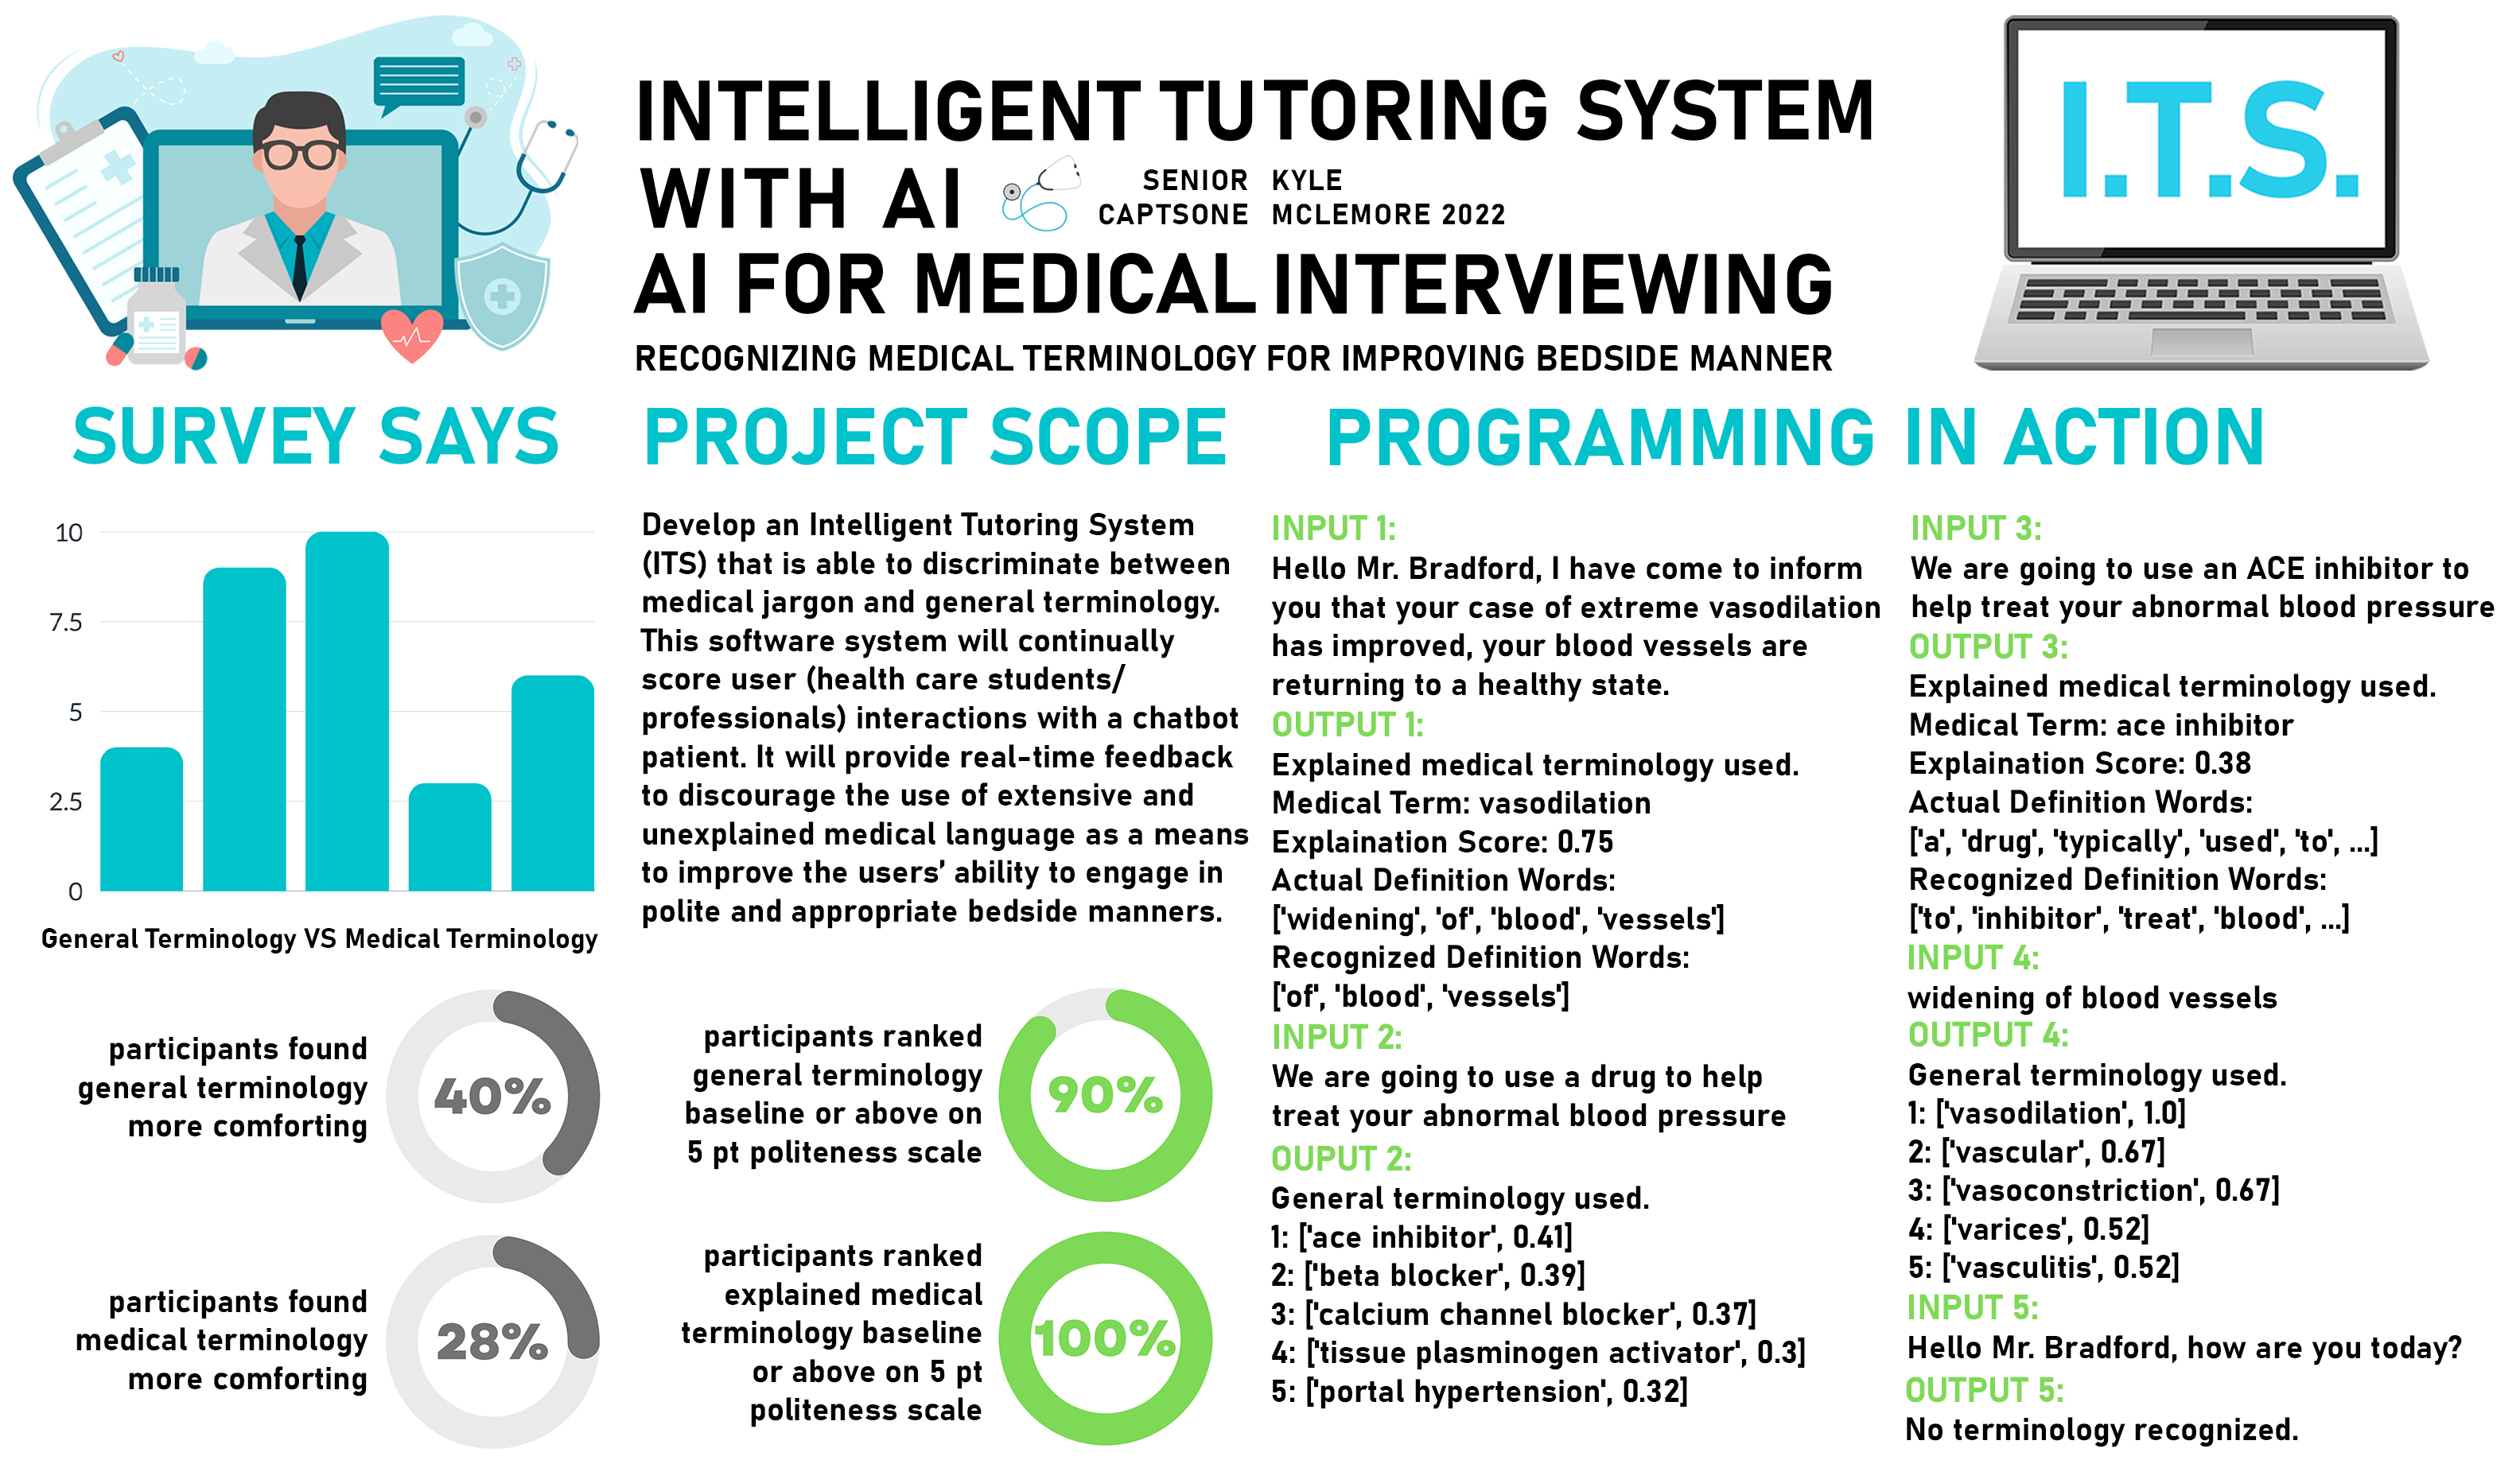 INTELLIGENT TUTORING SYSTEM
WITH AI
SENIOR KYLE
CAPTSONE MCLEMORE 2022
AI FOR MEDICAL INTERVIEWING
RECOGNIZING MEDICAL TERMINOLOGY FOR IMPROVING BEDSIDE MANNER
I.T.S.
SURVEY SAYS
10
7.5
5
2.5
0
General Terminology VS Medical Terminology
participants found
general terminology
more comforting
40%
participants found
medical terminology
more comforting
28%
PROJECT SCOPE
Develop an Intelligent Tutoring System
(ITS) that is able to discriminate between
medical jargon and general terminology.
This software system will continually
score user (health care students/
professionals) interactions with a chatbot
patient. It will provide real-time feedback
to discourage the use of extensive and
unexplained medical language as a means
to improve the users’ ability to engage in
polite and appropriate bedside manners.
participants ranked
general terminology
baseline or above on
5 pt politeness scale
90%
participants ranked
explained medical
terminology baseline
or above on 5 pt
politeness scale
100%
PROGRAMMING IN ACTION
INPUT 1:
Hello Mr. Bradford, I have come to inform
you that your case of extreme vasodilation
has improved, your blood vessels are
returning to a healthy state.
OUTPUT 1:
Explained medical terminology used.
Medical Term: vasodilation
Explaination Score: 0.75
Actual Definition Words:
['widening', 'of', 'blood', 'vessels']
Recognized Definition Words:
['of', 'blood', 'vessels']
INPUT 2:
We are going to use a drug to help
treat your abnormal blood pressure
OUPUT 2:
General terminology used.
1: ['ace inhibitor', 0.41]
2: ['beta blocker', 0.39]
3: ['calcium channel blocker', 0.37]
4: ['tissue plasminogen activator', 0.3]
5: ['portal hypertension', 0.32]
INPUT 3:
We are going to use an ACE inhibitor to
help treat your abnormal blood pressure
OUTPUT 3:
Explained medical terminology used.
Medical Term: ace inhibitor
Explaination Score: 0.38
Actual Definition Words:
['a', 'drug', 'typically', 'used', 'to', ...]
Recognized Definition Words:
['to', 'inhibitor', 'treat', 'blood', ...]
INPUT 4:
widening of blood vessels
OUTPUT 4:
General terminology used.
1: ['vasodilation', 1.0]
2: ['vascular', 0.67]
3: ['vasoconstriction', 0.67]
4: ['varices', 0.52]
5: ['vasculitis', 0.52]
INPUT 5:
Hello Mr. Bradford, how are you today?
OUTPUT 5:
No terminology recognized.